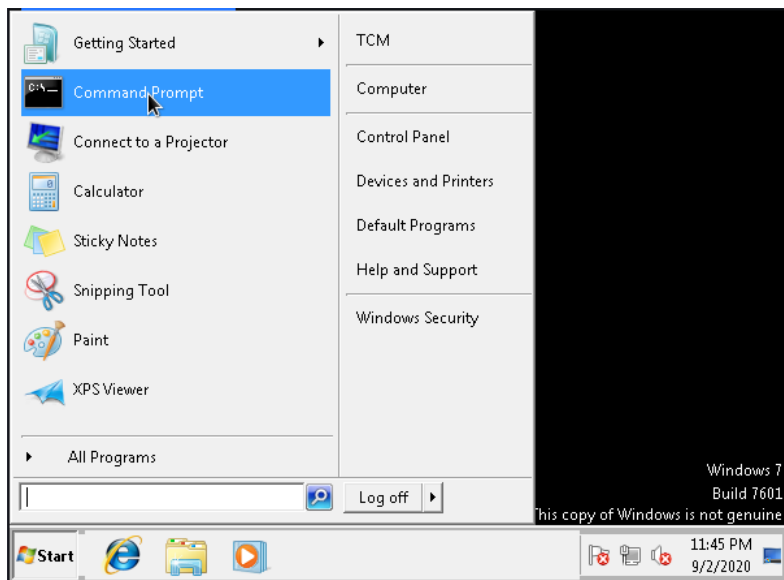 Getting Started
Command Prompt
Connect to a Projector
Calculator
Sticky Notes
Snipping Tool
Paint
XPS Viewer
All Programs
TCM
Computer
Control Panel
Devices and Printers
Default Programs
Help and Support
Windows Security
Log off
Windows 7
Build 7601
his copy of Windows is not genuine
Start
11:45 PM
9/2/2020